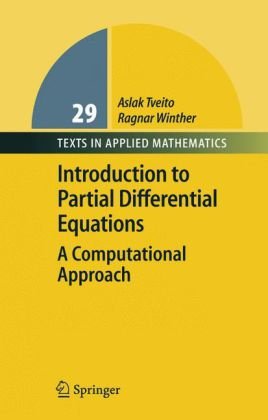 29
Aslak Tveito
Ragnar Winther
TEXTS IN APPLIED MATHEMATICS
Introduction to
Partial Differential
Equations
A Computational
Approach
Springer